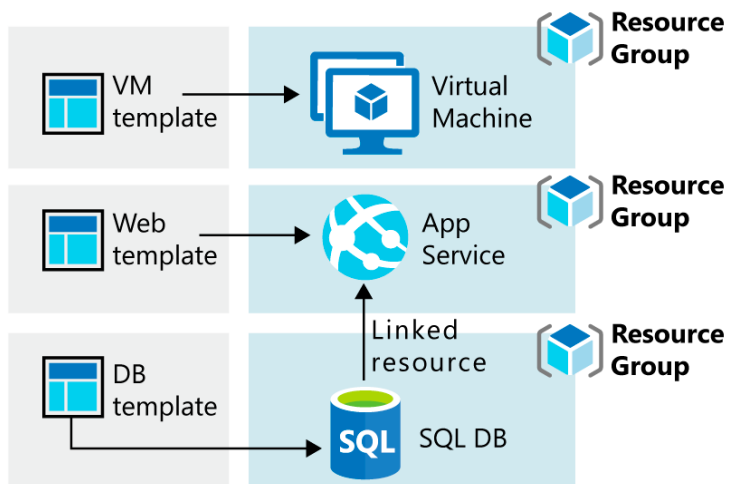 VM
template
Virtual
Machine
Resource
Group
Web
template
App
Service
Resource
Group
Linked
resource
DB
template
SQL
SQL DB
Resource
Group